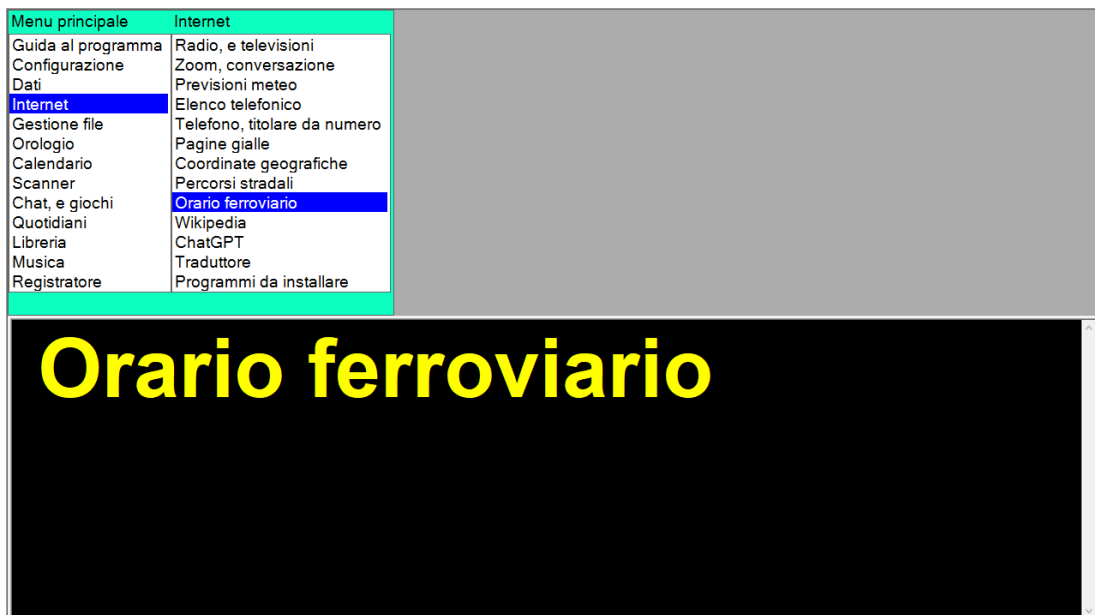 Menu principale
Guida al programma
Configurazione
Dati
Internet
Gestione file
Orologio
Calendario
Scanner
Chat, e giochi
Quotidiani
Libreria
Musica
Registratore
Internet
Radio, e televisioni
Zoom, conversazione
Previsioni meteo
Elenco telefonico
Telefono, titolare da numero
Pagine gialle
Coordinate geografiche
Percorsi stradali
Orario ferroviario
Wikipedia
ChatGPT
Traduttore
Programmi da installare
Orario ferroviario